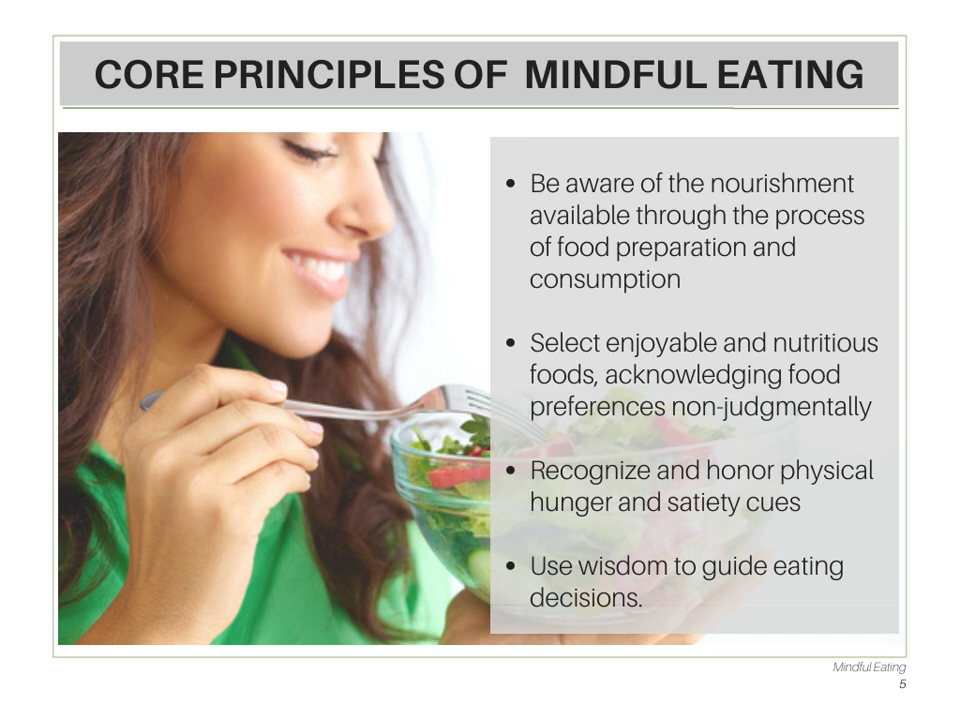 CORE PRINCIPLES OF MINDFUL EATING
• Be aware of the nourishment
available through the process
of food preparation and
consumption
• Select enjoyable and nutritious
foods, acknowledging food
preferences non-judgmentally
• Recognize and honor physical
hunger and satiety cues
• Use wisdom to guide eating
decisions.
Mindful Eating
5